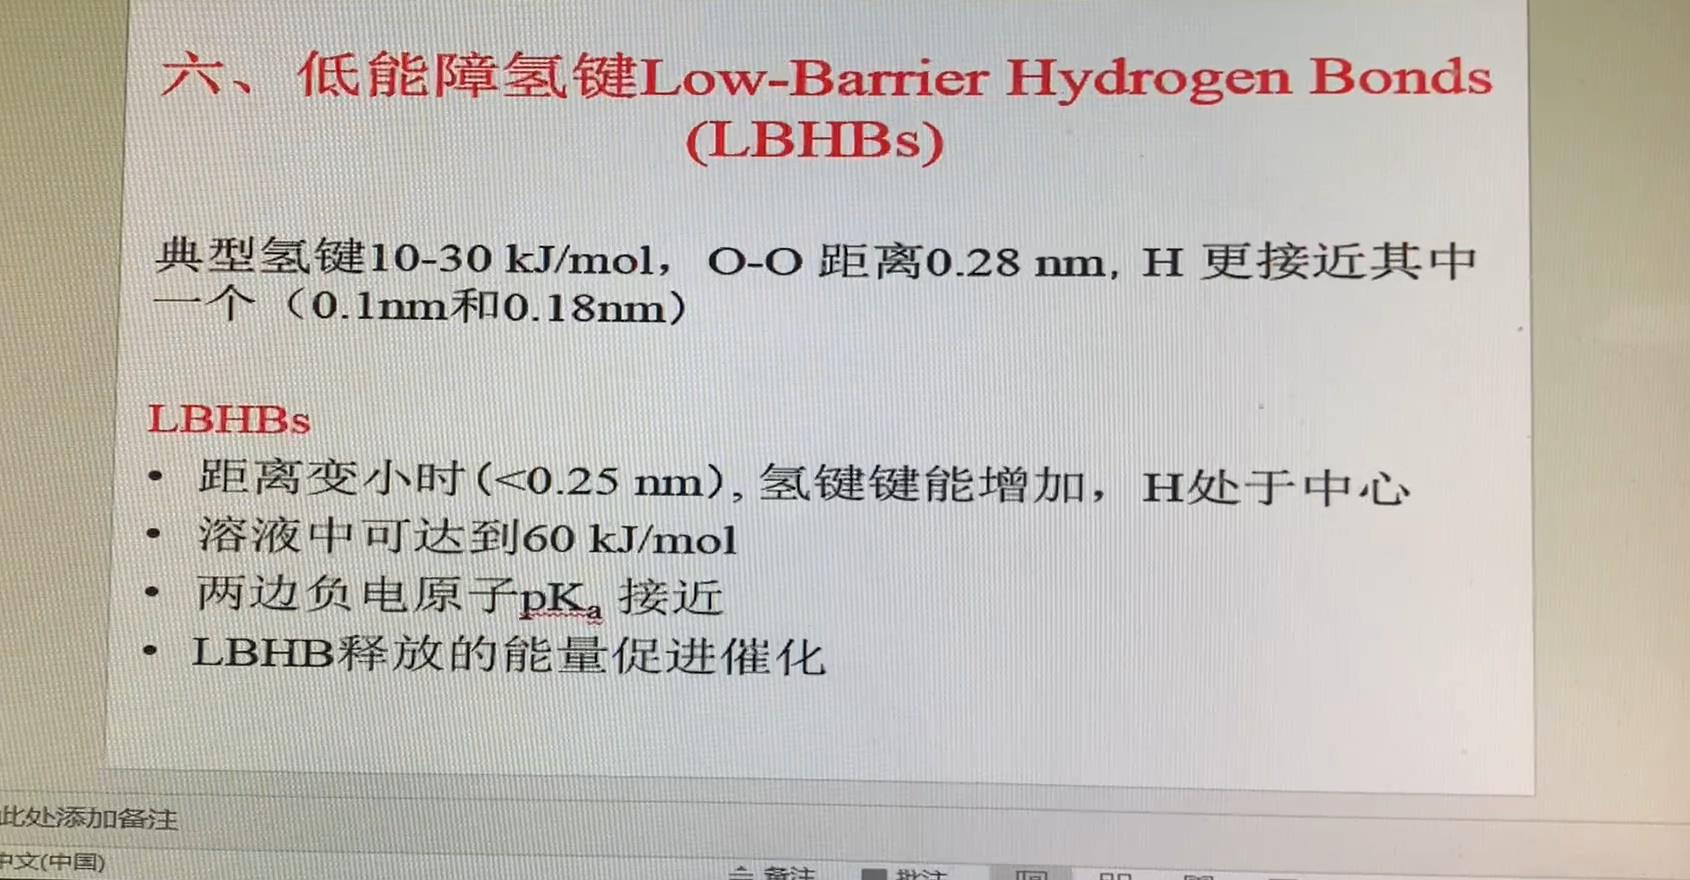 六、低能障氢键Low-Barrier Hydrogen Bonds
(LBHBs)
典型氢键10-30 kJ/mol，O-O 距离0.28 nm, H 更接近其中
一个（0.1nm和0.18nm）
LBHBs
• 距离变小时(<0.25 nm), 氢键键能增加，H处于中心
• 溶液中可达到60 kJ/mol
• 两边负电原子pKa 接近
• LBHB释放的能量促进催化
此处添加备注
中文(中国)
备注 批注